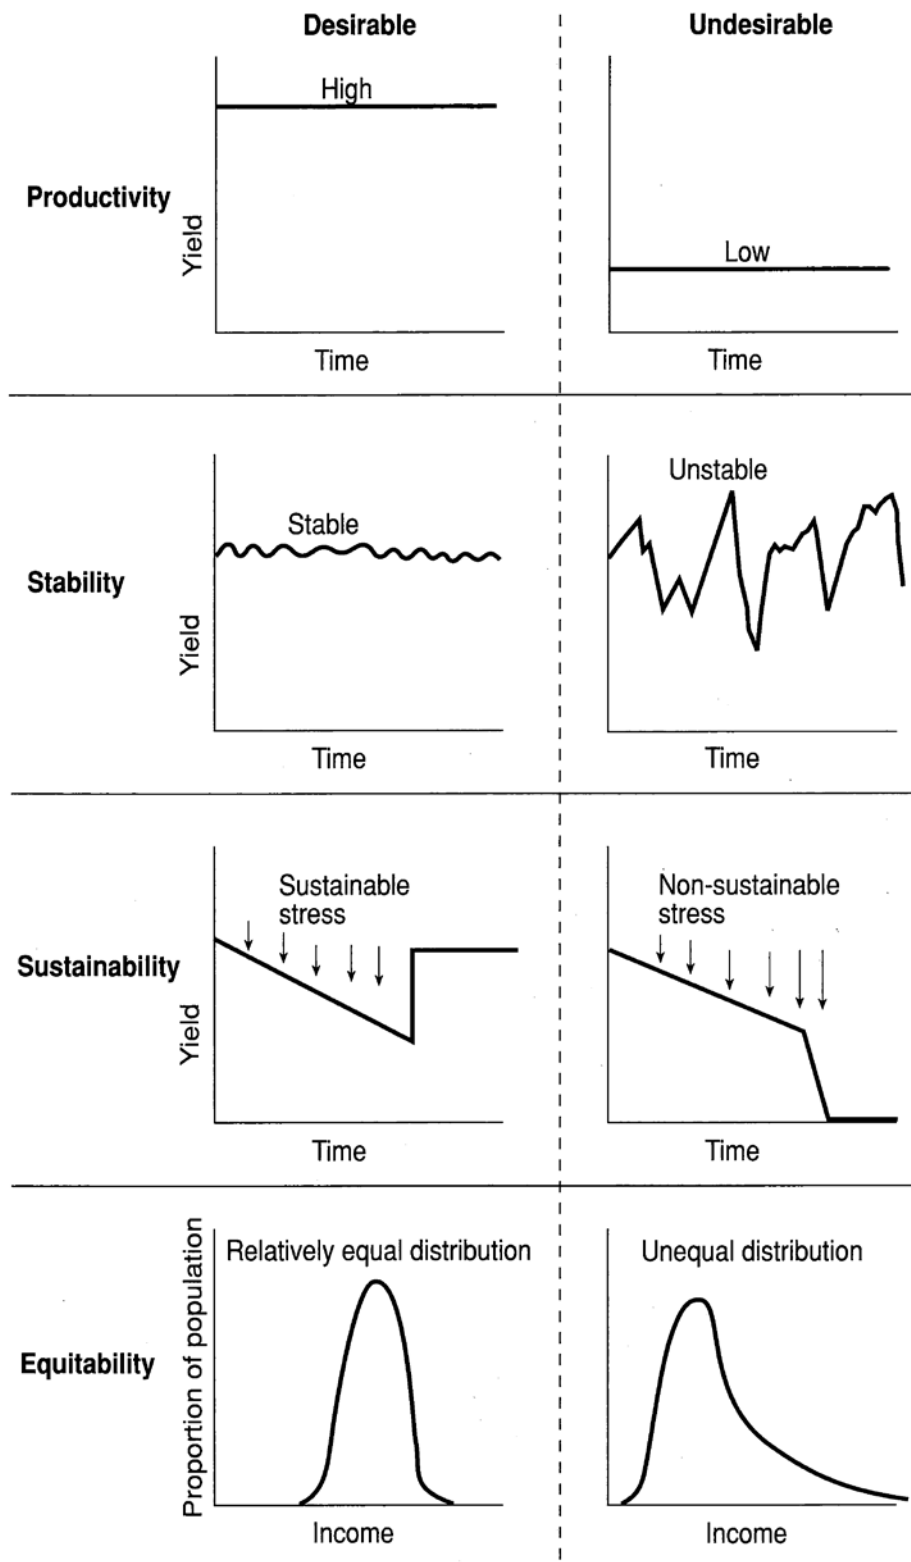 Desirable
Undesirable
High
Low
Productivity
Yield
Time
Time
Stable
Unstable
Stability
Yield
Time
Time
Sustainable
stress
Non-sustainable
stress
Sustainability
Yield
Time
Time
Relatively equal distribution
Unequal distribution
Equitability
Proportion of population
Income
Income